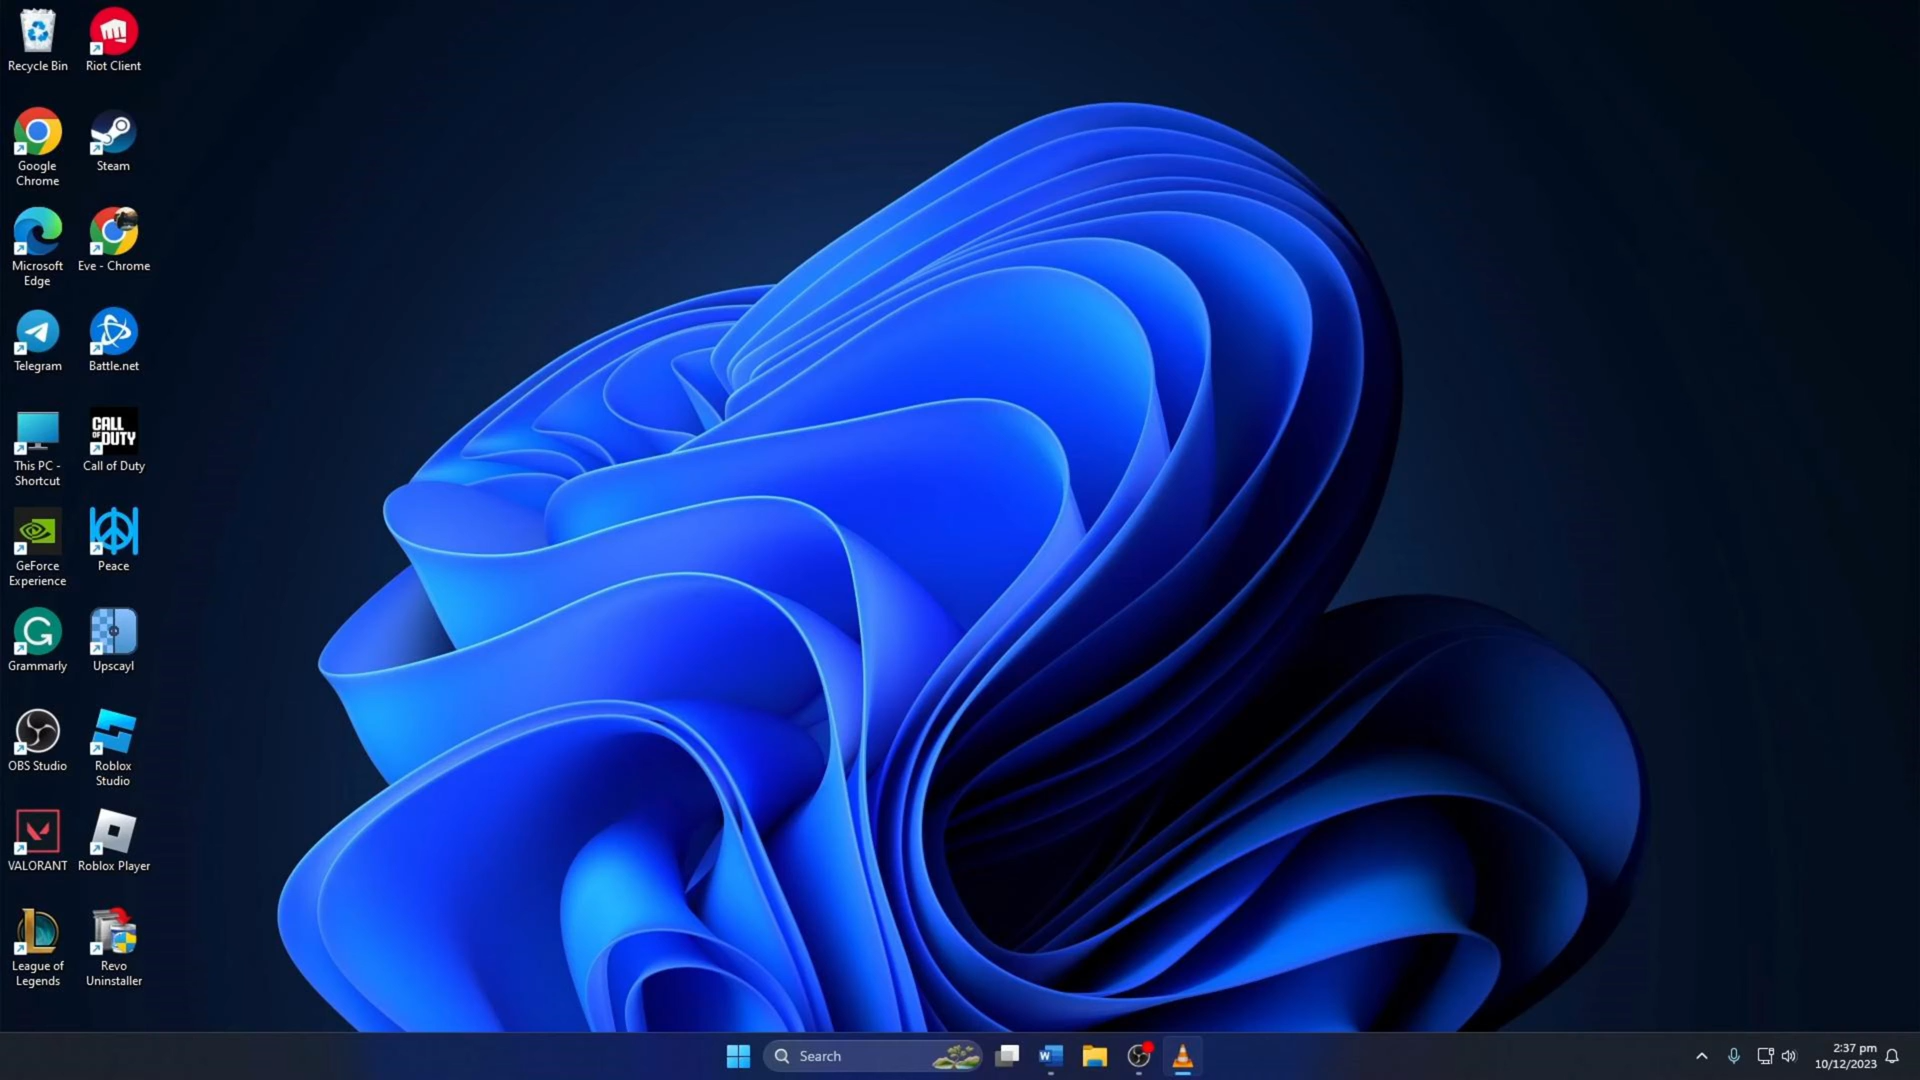 Recycle Bin
Riot Client
Google
Chrome
Steam
Microsoft
Edge
Eve - Chrome
Telegram
Battle.net
This PC -
Shortcut
CALL
OF DUTY
Call of Duty
GeForce
Experience
Peace
Grammarly
Upscayl
OBS Studio
Roblox
Studio
VALORANT
Roblox Player
League of
Legends
Revo
Uninstaller
Search
2:37 pm
10/12/2023